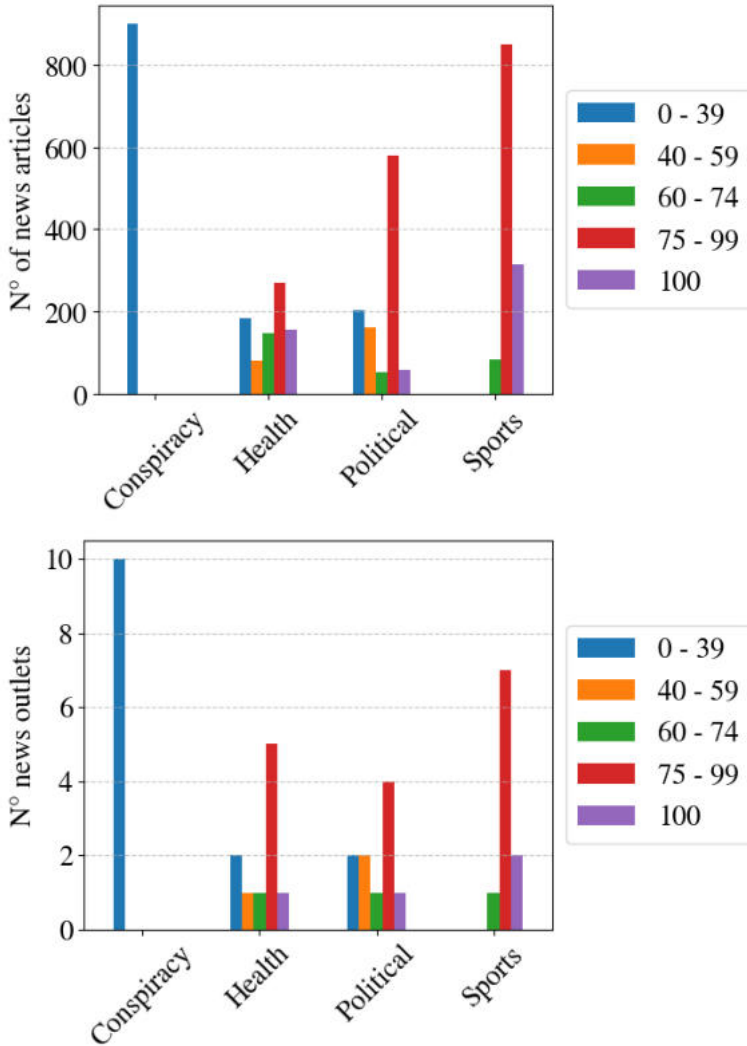 N° of news articles
800
600
400
200
0
Conspiracy
Health
Political
Sports
0 - 39
40 - 59
60 - 74
75 - 99
100
N° news outlets
10
8
6
4
2
0
Conspiracy
Health
Political
Sports
0 - 39
40 - 59
60 - 74
75 - 99
100